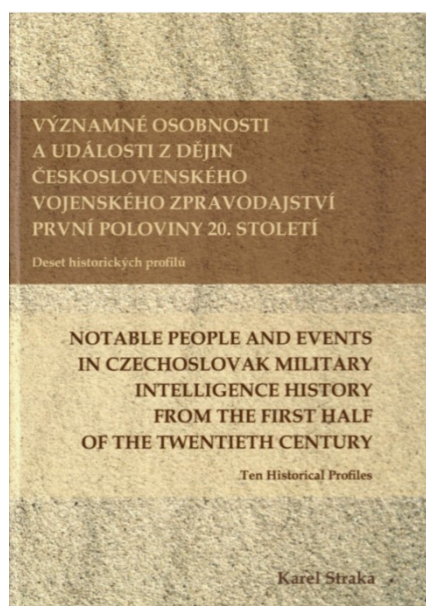 VÝZNAMNÉ OSOBNOSTI
A UDÁLOSTI Z DĚJIN
ČESKOSLOVENSKÉHO
VOJENSKÉHO ZPRAVODAJSTVÍ
PRVNÍ POLOVINY 20. STOLETÍ
Deset historických profilů
NOTABLE PEOPLE AND EVENTS
IN CZECHOSLOVAK MILITARY
INTELLIGENCE HISTORY
FROM THE FIRST HALF
OF THE TWENTIETH CENTURY
Ten Historical Profiles
Karel Straka